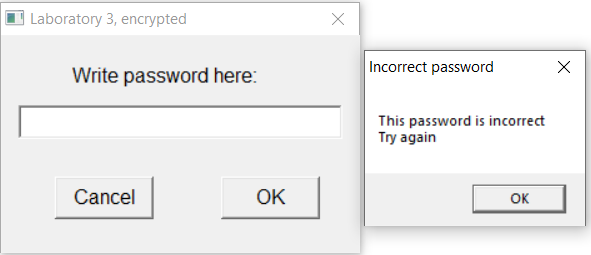 Laboratory 3, encrypted
Write password here:
Cancel
OK
Incorrect password
This password is incorrect
Try again
OK